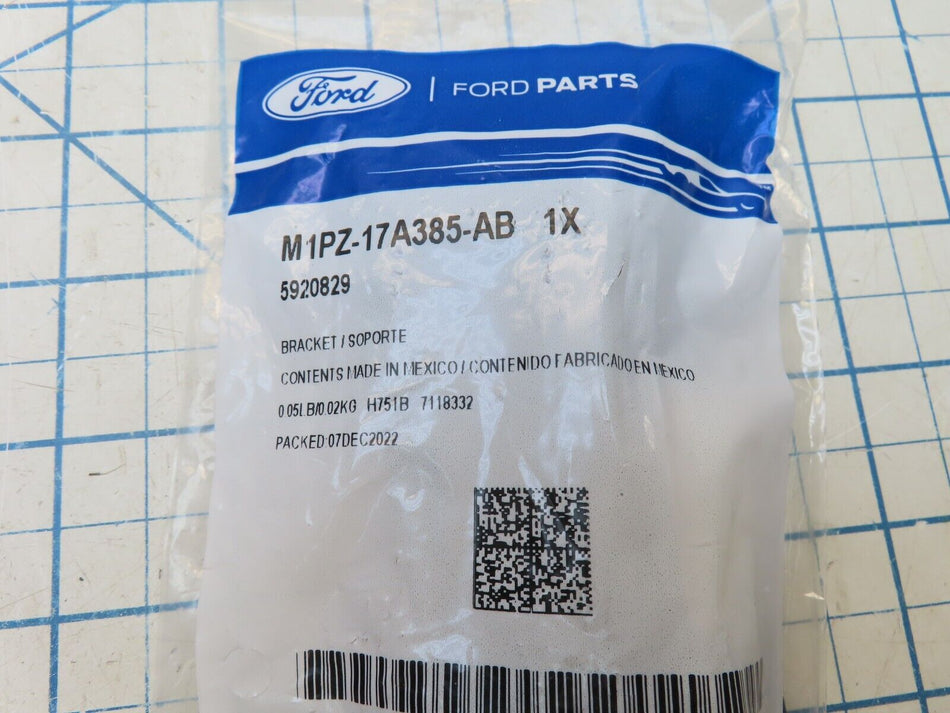 Ford | FORD PARTS
M1PZ-17A385-AB 1X
5920829
BRACKET / SOPORTE
CONTENTS MADE IN MEXICO / CONTENIDO FABRICADO EN MEXICO
0.05LB/0.02KG H751B 7118332
PACKED:07DEC2022